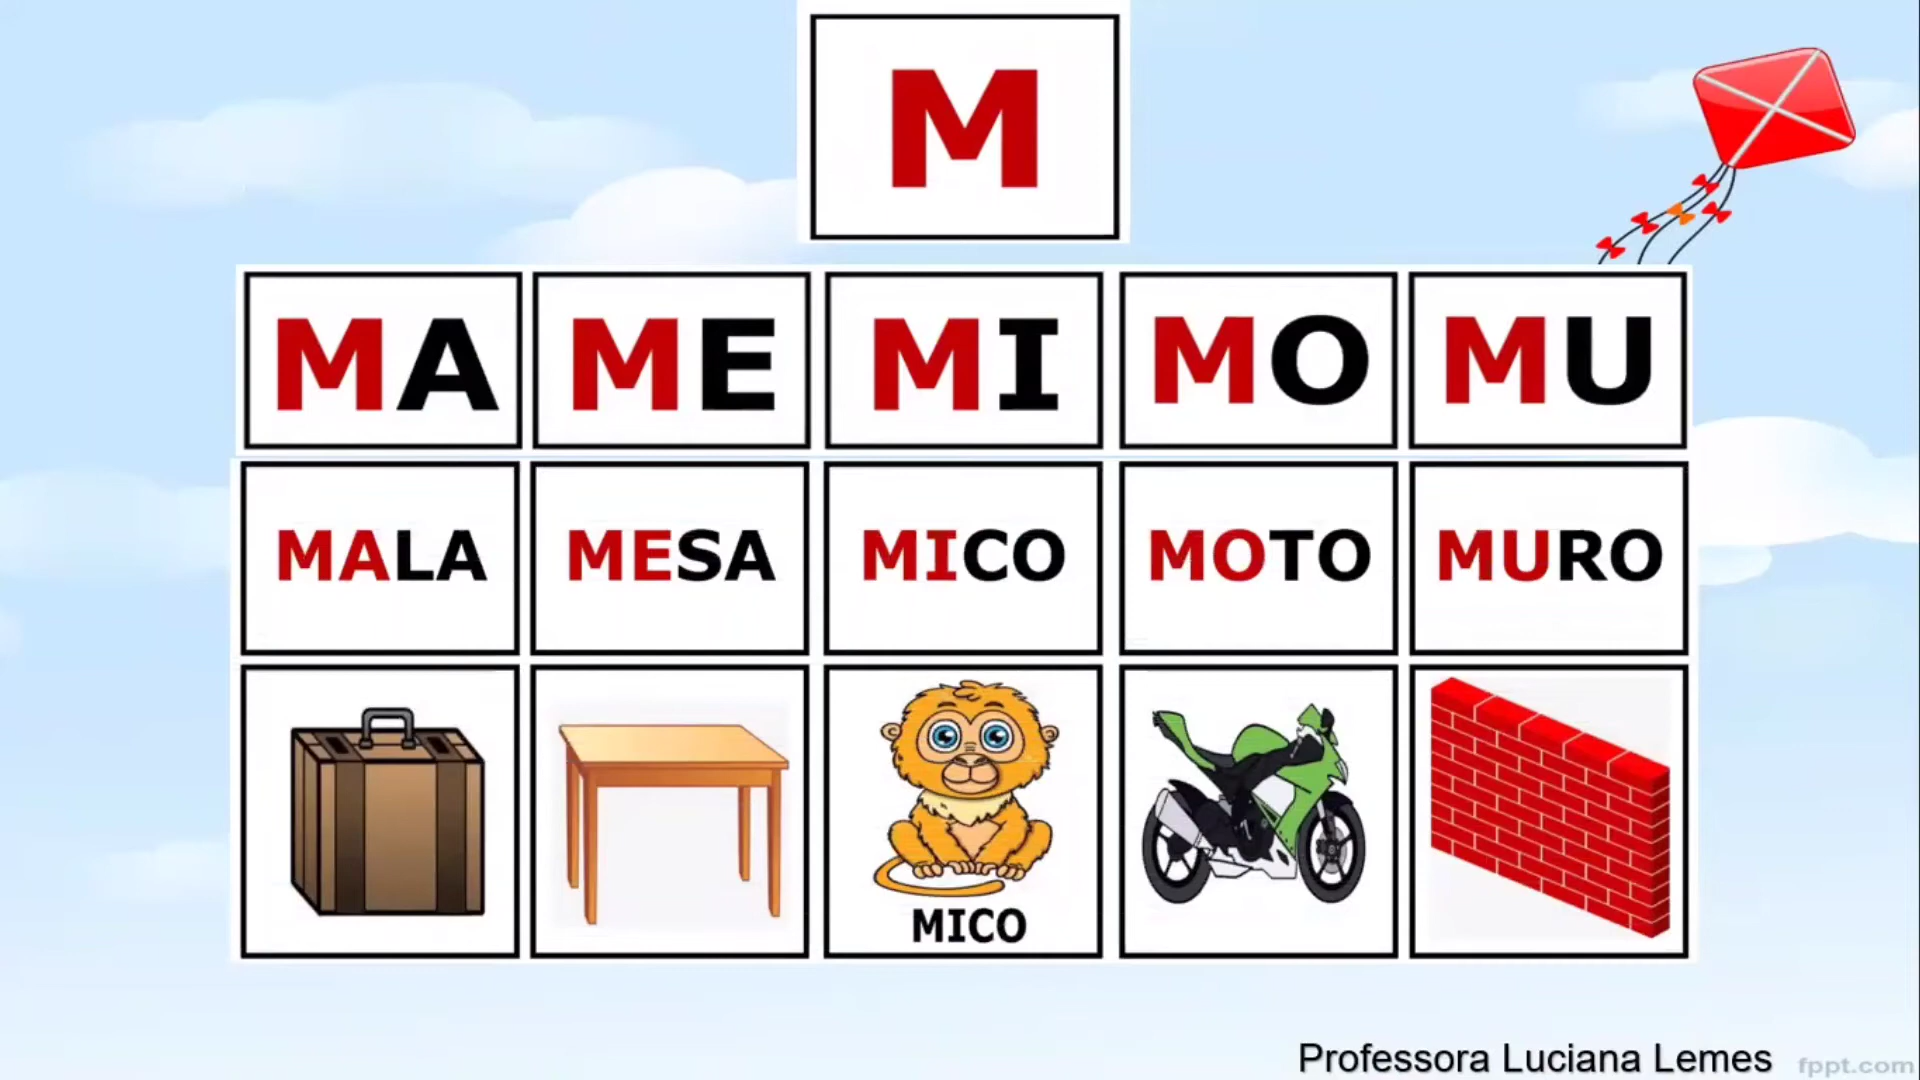 M
MA ME MI MO MU
MALA MESA MICO MOTO MURO
MICO
Professora Luciana Lemes
fppt.com